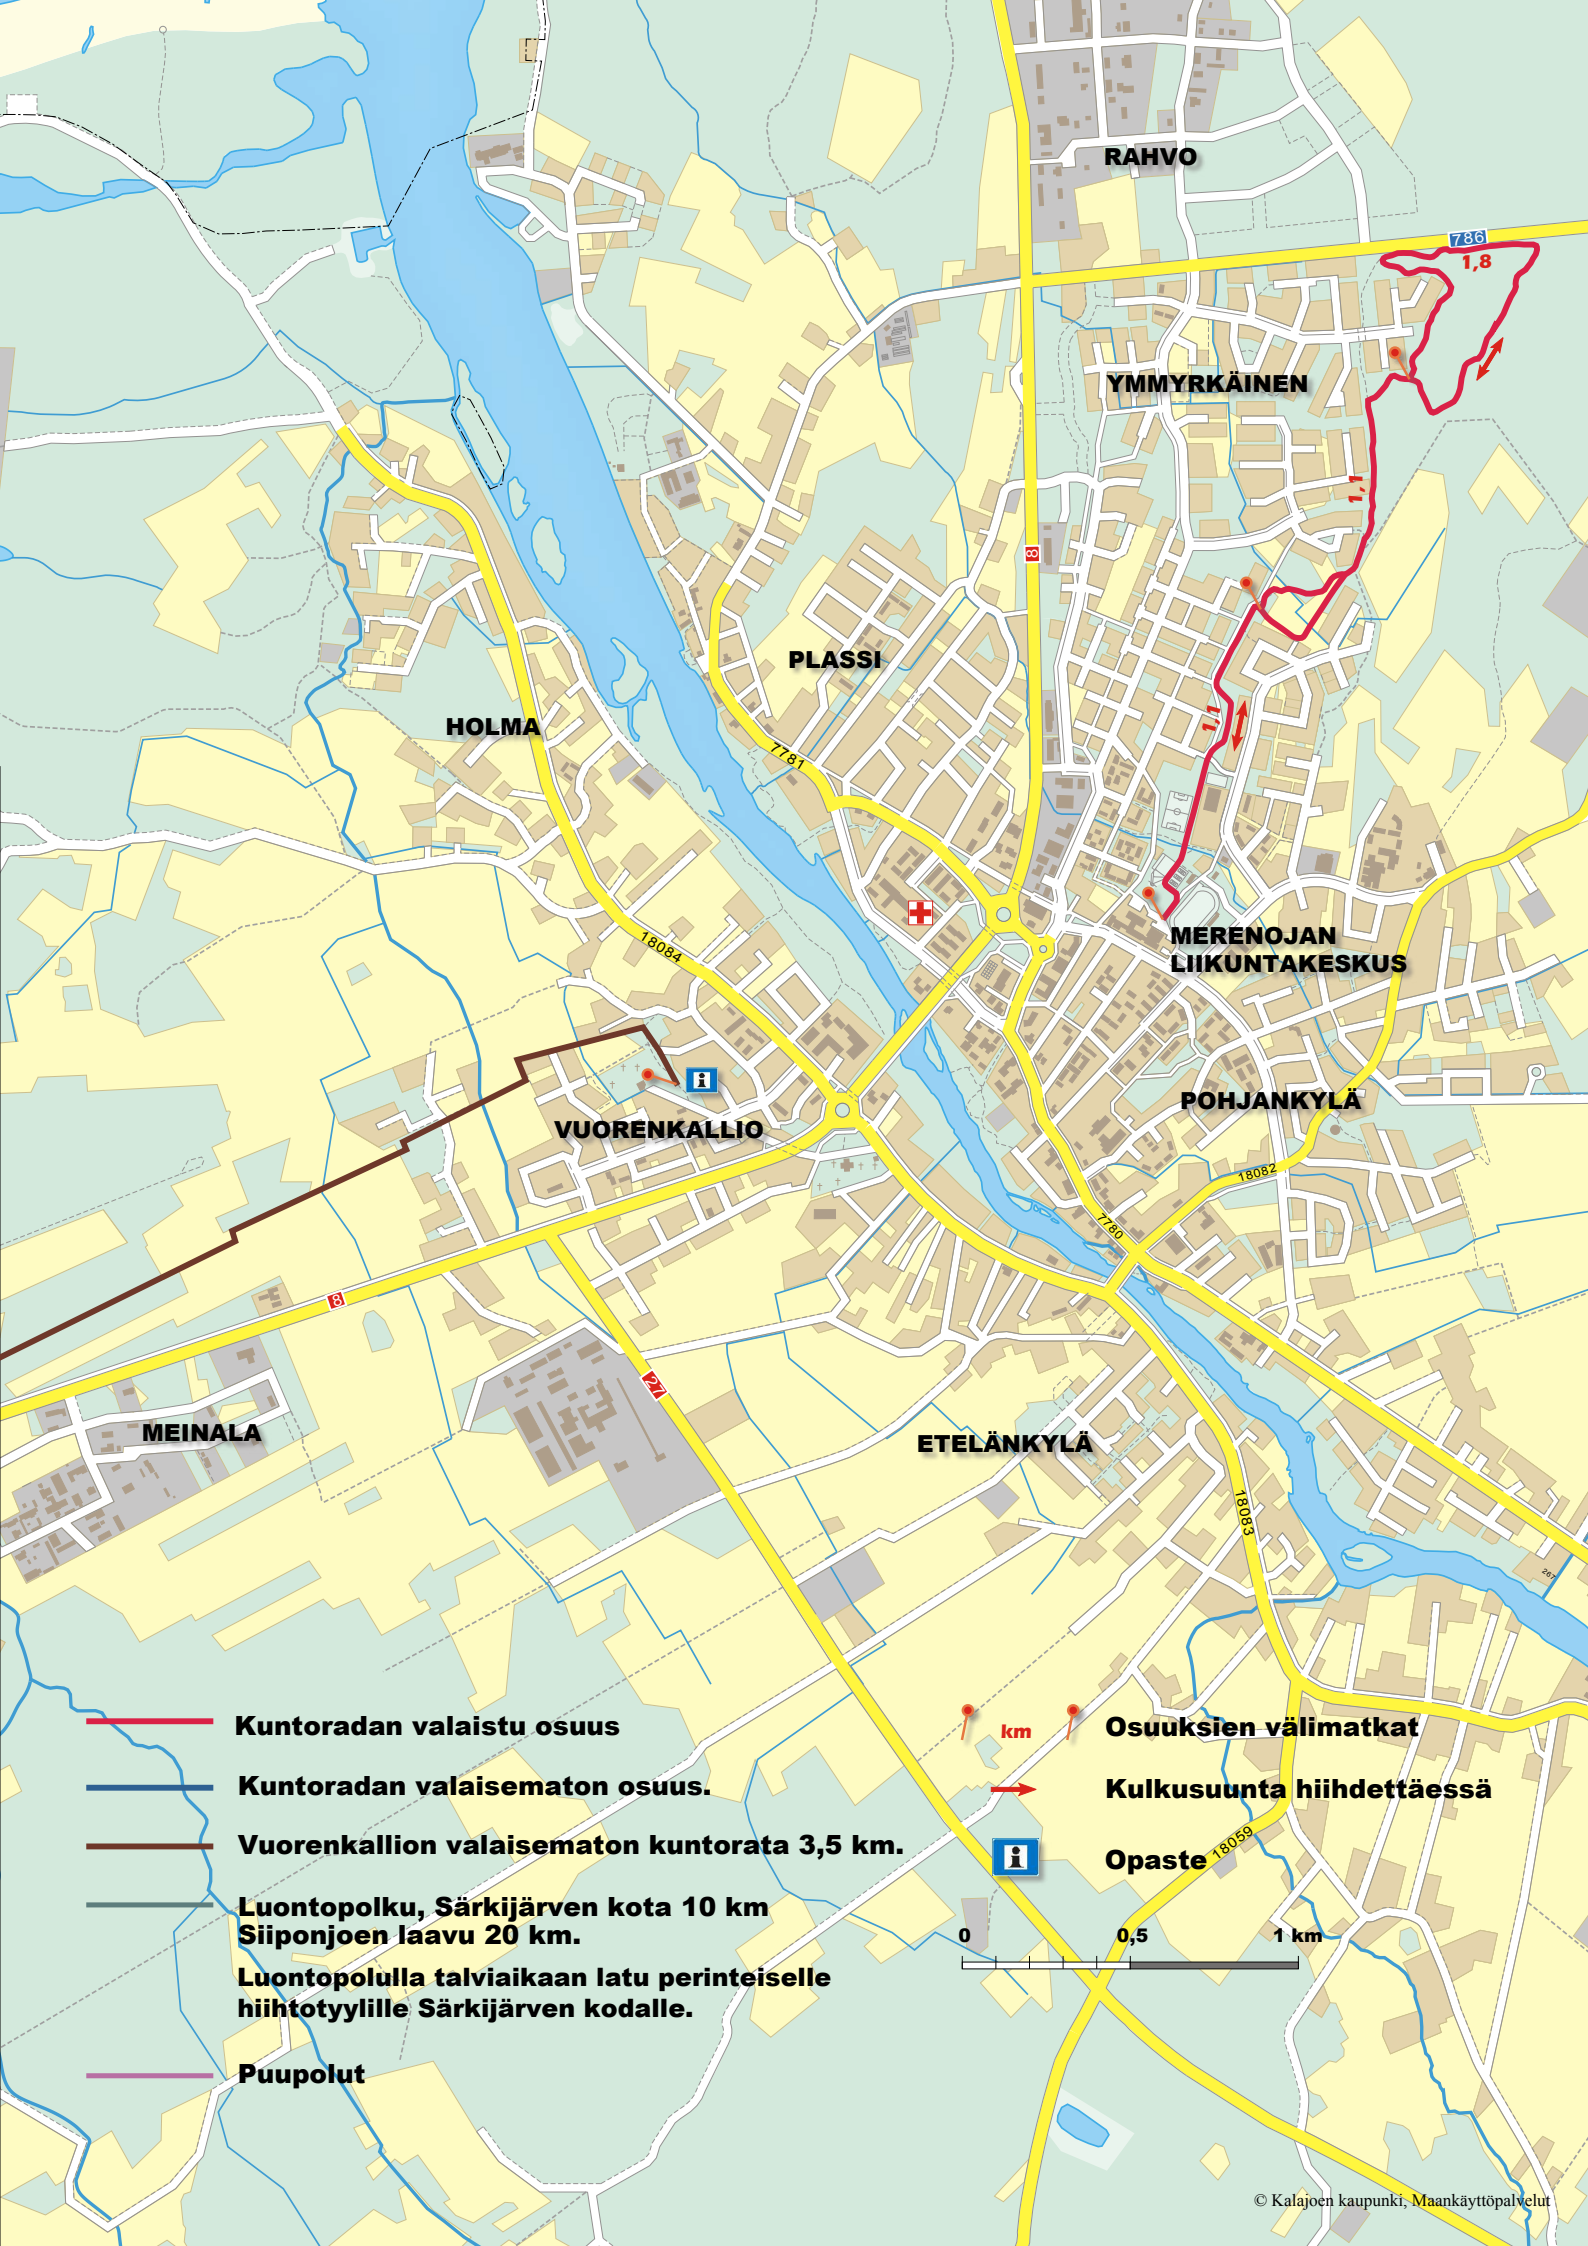 RAHVO
786
1,8
YMMYRKÄINEN
1,1
8
PLASSI
HOLMA
1,1
7781
18084
MERENOJAN
LIIKUNTAKESKUS
POHJANKYLÄ
VUORENKALLIO
18082
7780
8
27
MEINALA
ETELÄNKYLÄ
18083
267
Kuntoradan valaistu osuus
Kuntoradan valaisematon osuus.
Vuorenkallion valaisematon kuntorata 3,5 km.
Luontopolku, Särkijärven kota 10 km
Siiponjoen laavu 20 km.
Luontopolulla talviaikaan latu perinteiselle
hiihtotyylille Särkijärven kodalle.
Puupolut
km
Osuuksien välimatkat
Kulkusuunta hiihdettäessä
i
Opaste
18059
0 0,5 1 km
© Kalajoen kaupunki, Maankäyttöpalvelut